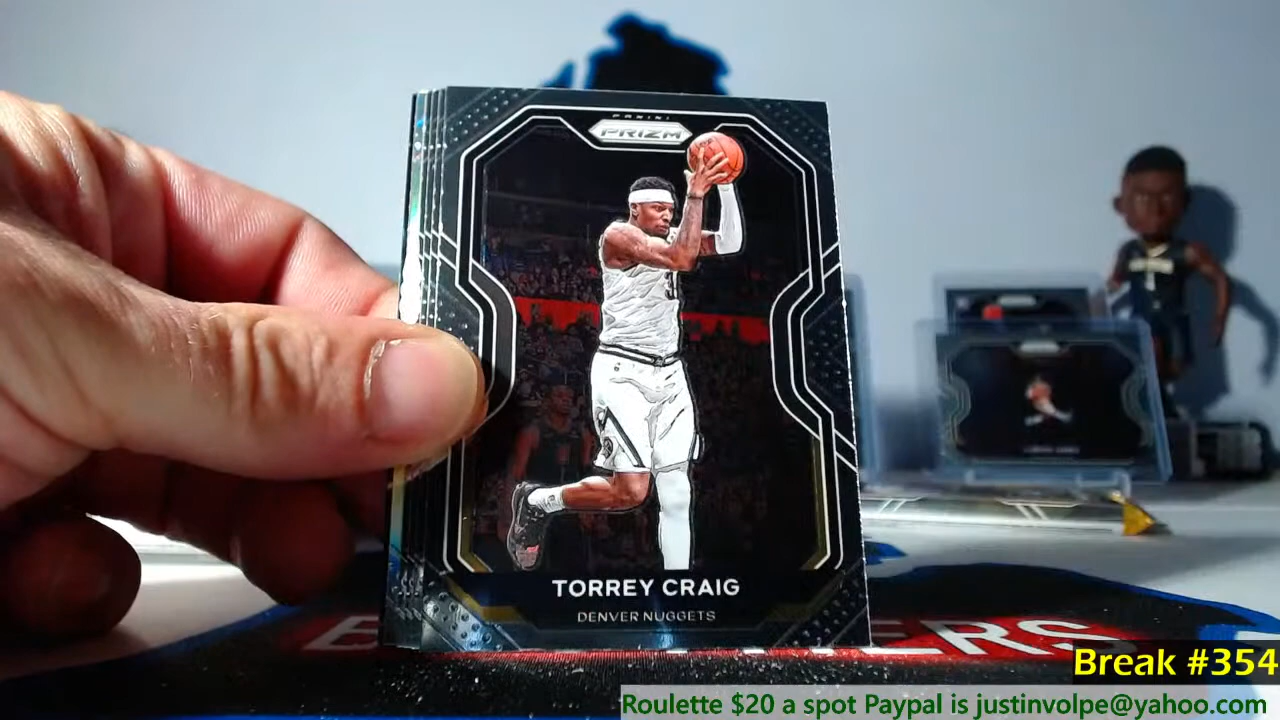 PANINI
PRIZM
TORREY CRAIG
DENVER NUGGETS
Break #354
Roulette $20 a spot Paypal is justinvolpe@yahoo.com